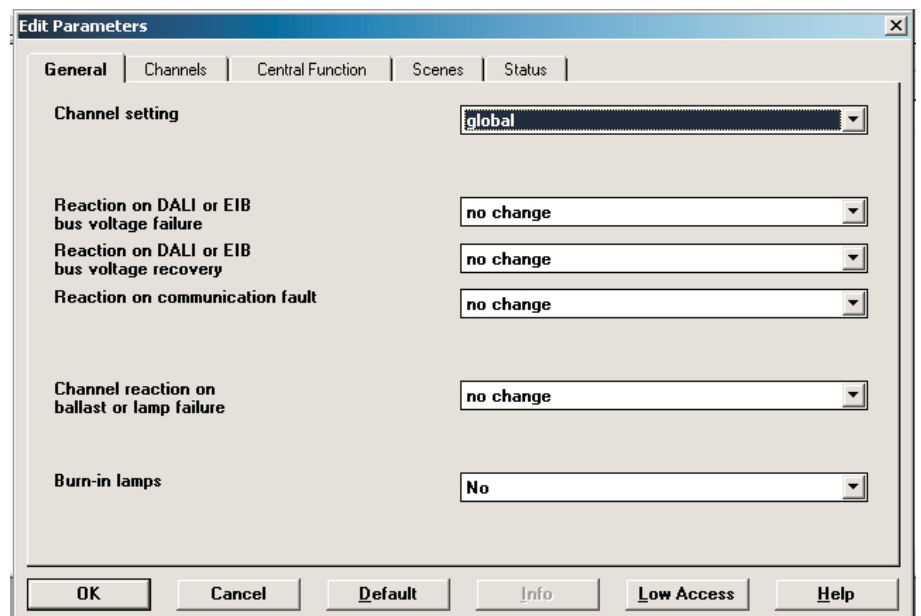 Edit Parameters
General Channels Central Function Scenes Status
Channel setting global
Reaction on DALI or EIB
bus voltage failure no change
Reaction on DALI or EIB
bus voltage recovery no change
Reaction on communication fault no change
Channel reaction on
ballast or lamp failure no change
Burn-in lamps No
OK Cancel Default Info Low Access Help